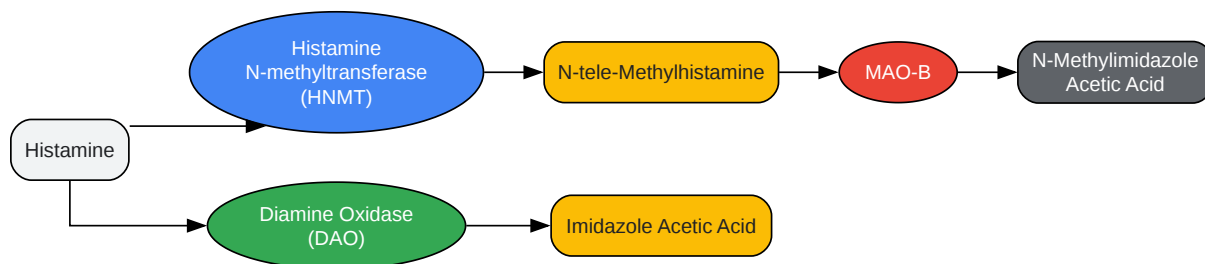 Histamine
N-methyltransferase
(HNMT)
N-tele-Methylhistamine
MAO-B
N-Methylimidazole
Acetic Acid
Histamine
Diamine Oxidase
(DAO)
Imidazole Acetic Acid